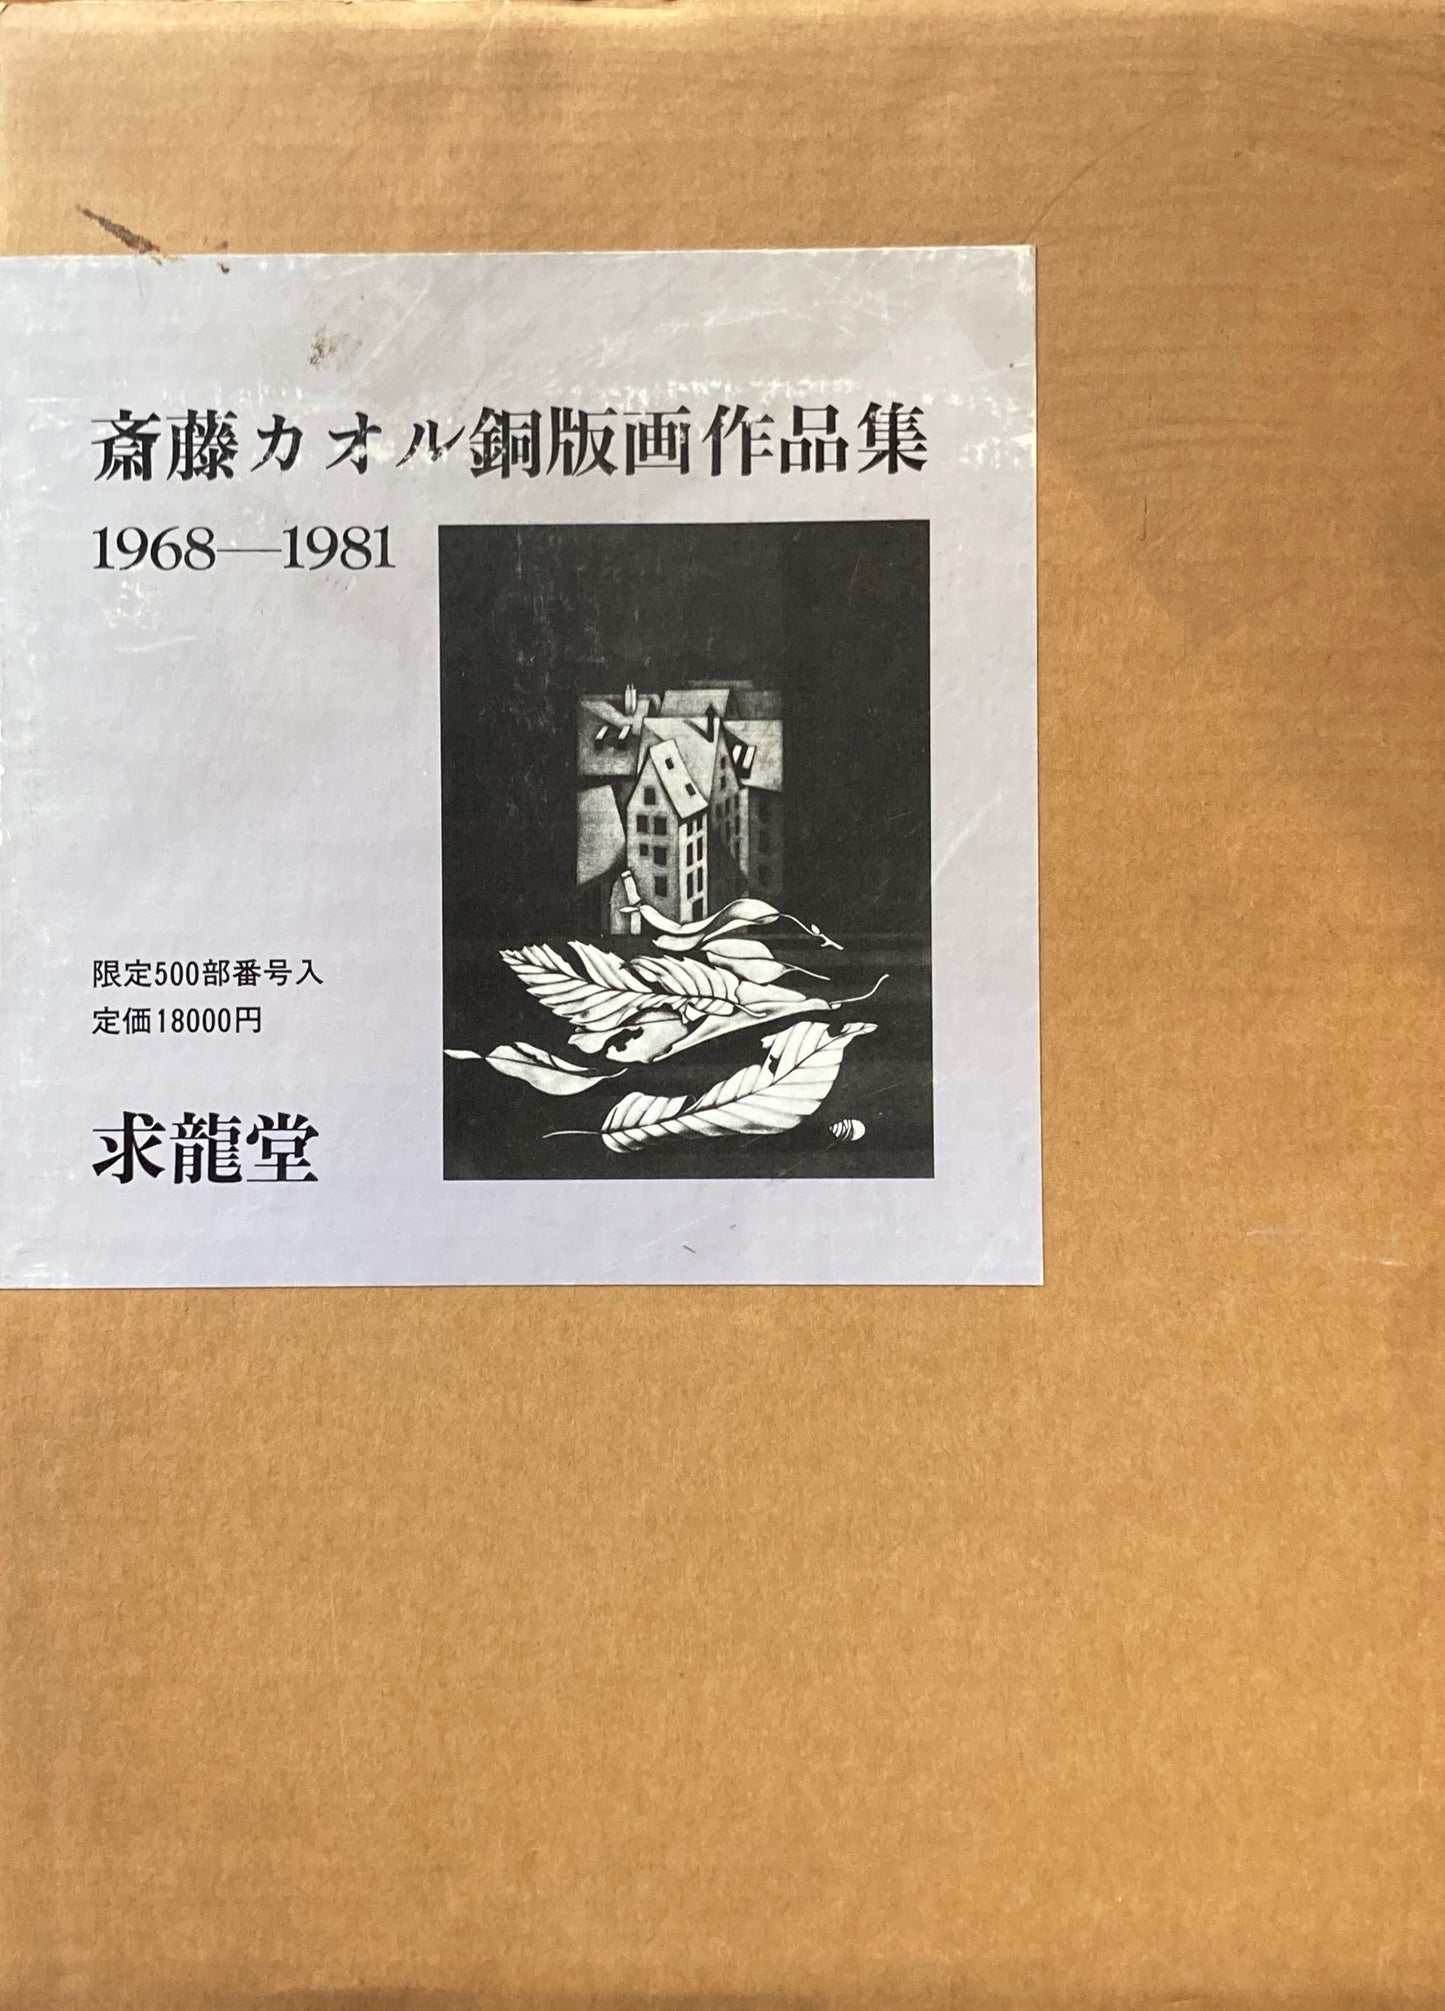 斎藤カオル銅版画作品集
1968—1981
限定500部番号入
定価18000円
求龍堂